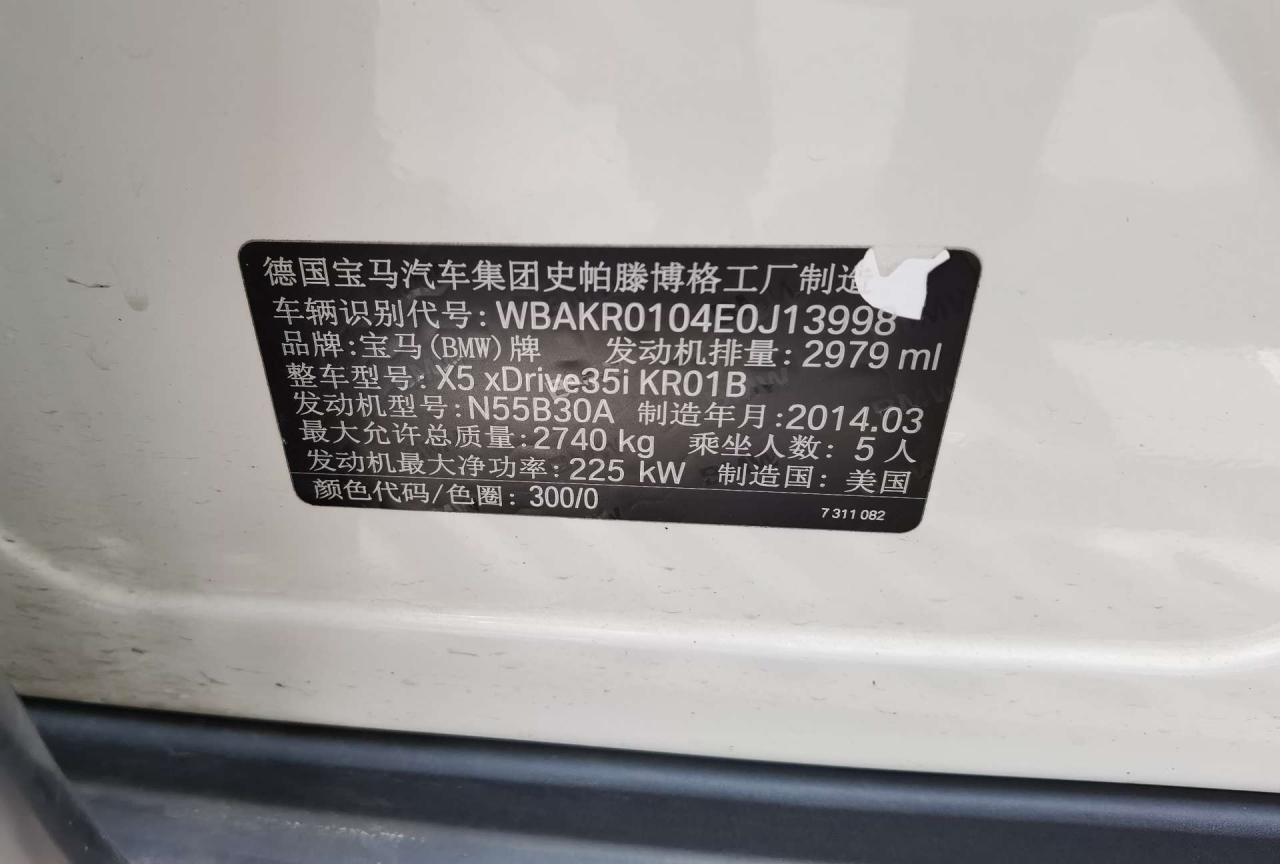 德国宝马汽车集团史帕滕博格工厂制造
车辆识别代号: WBAKR0104E0J13998
品牌:宝马(BMW)牌 发动机排量: 2979 ml
整车型号: X5 xDrive35i KR01B
发动机型号: N55B30A 制造年月:2014.03
最大允许总质量:2740 kg 乘坐人数: 5 人
发动机最大净功率: 225 kW 制造国: 美国
颜色代码/色圈: 300/0
7 311 082